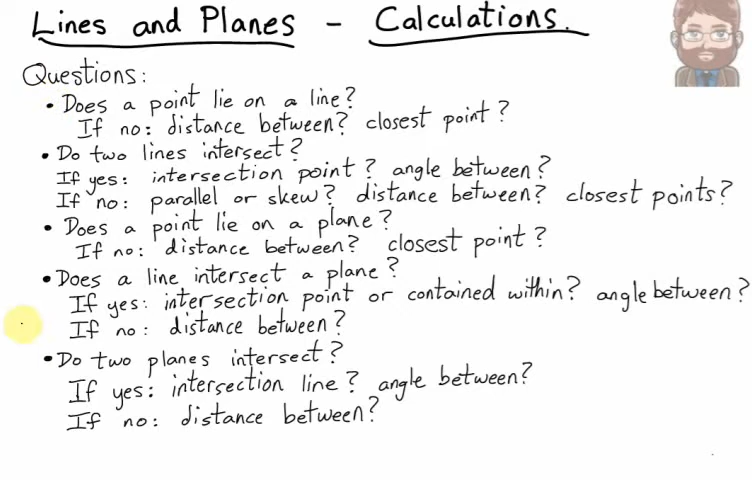 Lines and Planes - Calculations.
Questions:
• Does a point lie on a line?
If no: distance between? closest point?
• Do two lines intersect?
If yes: intersection point? angle between?
If no: parallel or skew? distance between? closest points?
• Does a point lie on a plane?
If no: distance between? closest point?
• Does a line intersect a plane?
If yes: intersection point or contained within? angle between?
If no: distance between?
• Do two planes intersect?
If yes: intersection line? angle between?
If no: distance between?